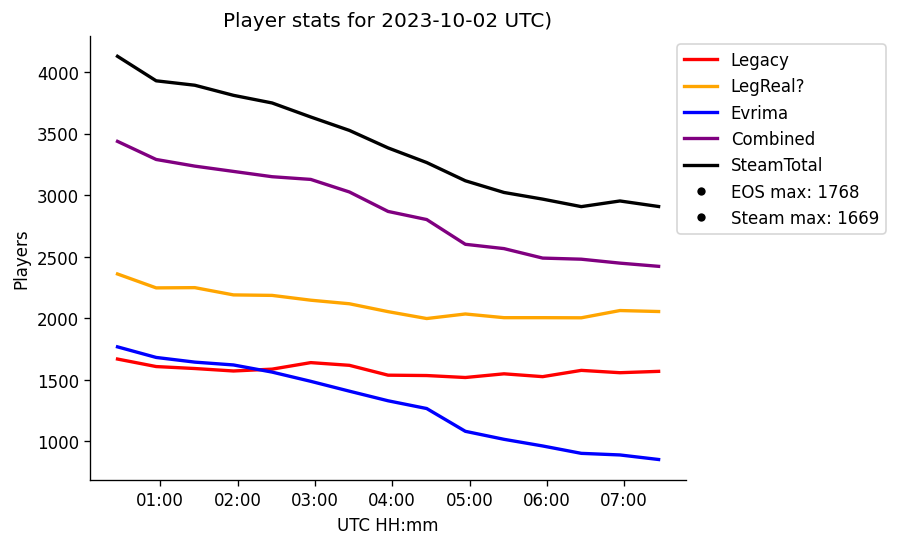 Player stats for 2023-10-02 UTC)
Legacy
LegReal?
Evrima
Combined
SteamTotal
EOS max: 1768
Steam max: 1669
Players
4000
3500
3000
2500
2000
1500
1000
01:00 02:00 03:00 04:00 05:00 06:00 07:00
UTC HH:mm